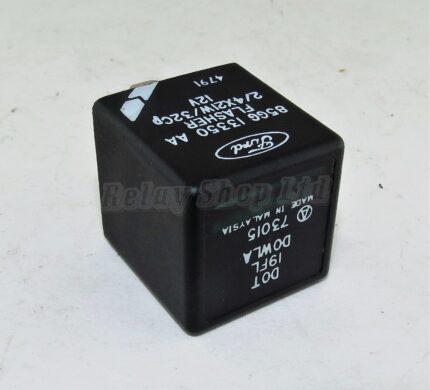 4791
85GG 13350 AA
FLASHER
2/4X21W/32CP
12V
Ford
Relay Shop Ltd
MADE IN MALAYSIA
73015
DOWLA
19FL
DOT